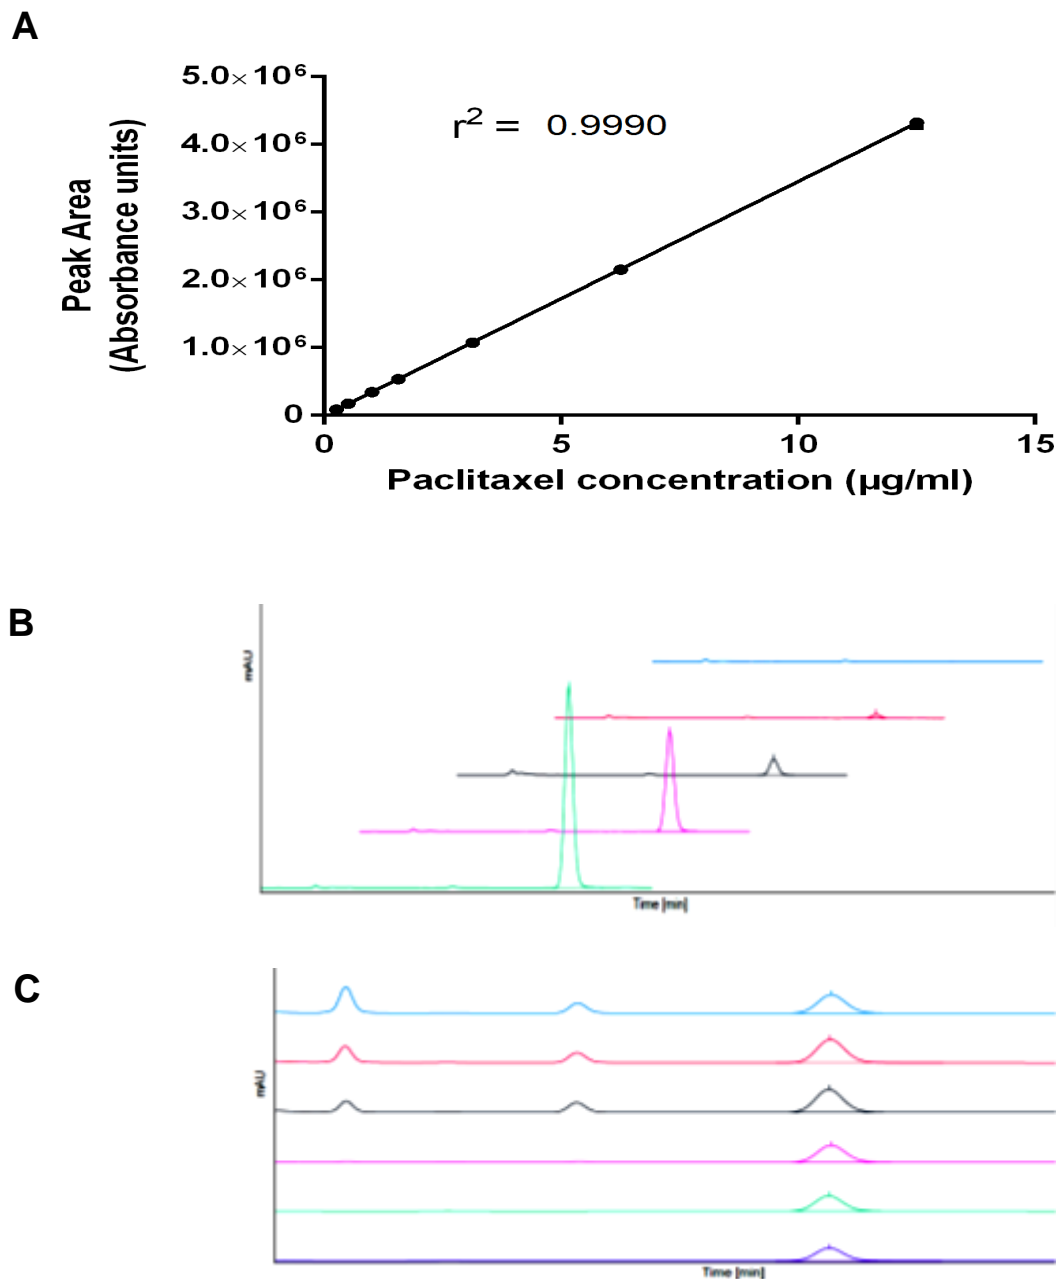 A
5.0×10⁶
r² = 0.9990
4.0×10⁶
3.0×10⁶
2.0×10⁶
1.0×10⁶
0
Peak Area
(Absorbance units)
0 5 10 15
Paclitaxel concentration (µg/ml)
B
mAU
Time [min]
C
mAU
Time [min]